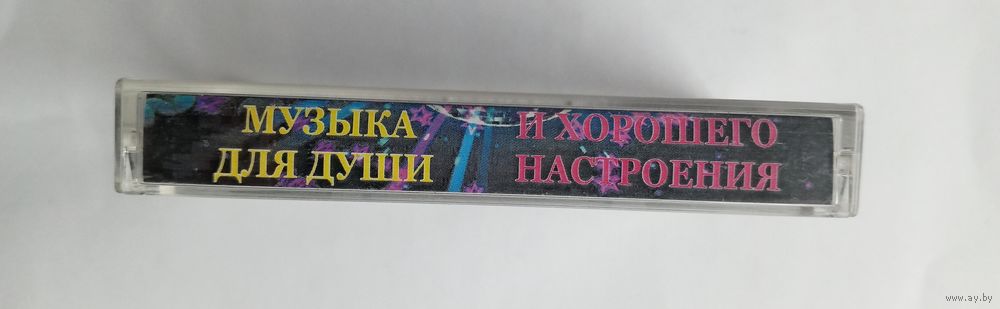 МУЗЫКА
ДЛЯ ДУШИ
И ХОРОШЕГО
НАСТРОЕНИЯ
www.ay.by